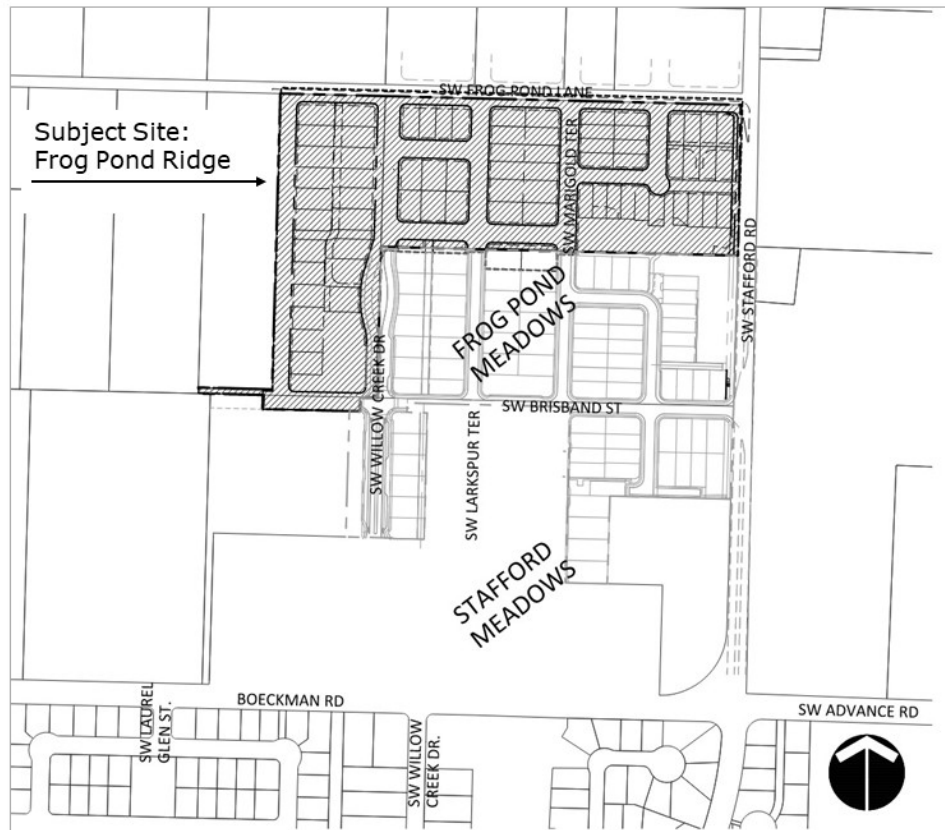 SW FROG POND LANE
Subject Site:
Frog Pond Ridge
SW MARIGOLD TER
SW STAFFORD RD
FROG POND
MEADOWS
SW WILLOW CREEK DR
SW BRISBAND ST
SW LARKSPUR TER
STAFFORD
MEADOWS
SW LAUREL
GLEN ST.
BOECKMAN RD
SW WILLOW
CREEK DR.
SW ADVANCE RD